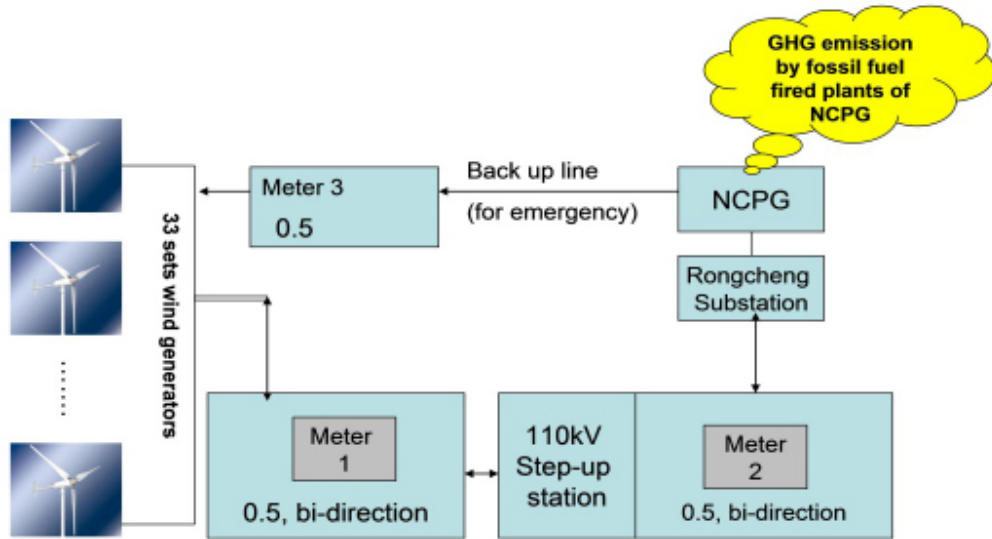 GHG emission
by fossil fuel
fired plants of
NCPG
Meter 3
0.5
Back up line
(for emergency)
NCPG
Rongcheng
Substation
33 sets wind generators
.......
Meter
1
0.5, bi-direction
110kV
Step-up
station
Meter
2
0.5, bi-direction